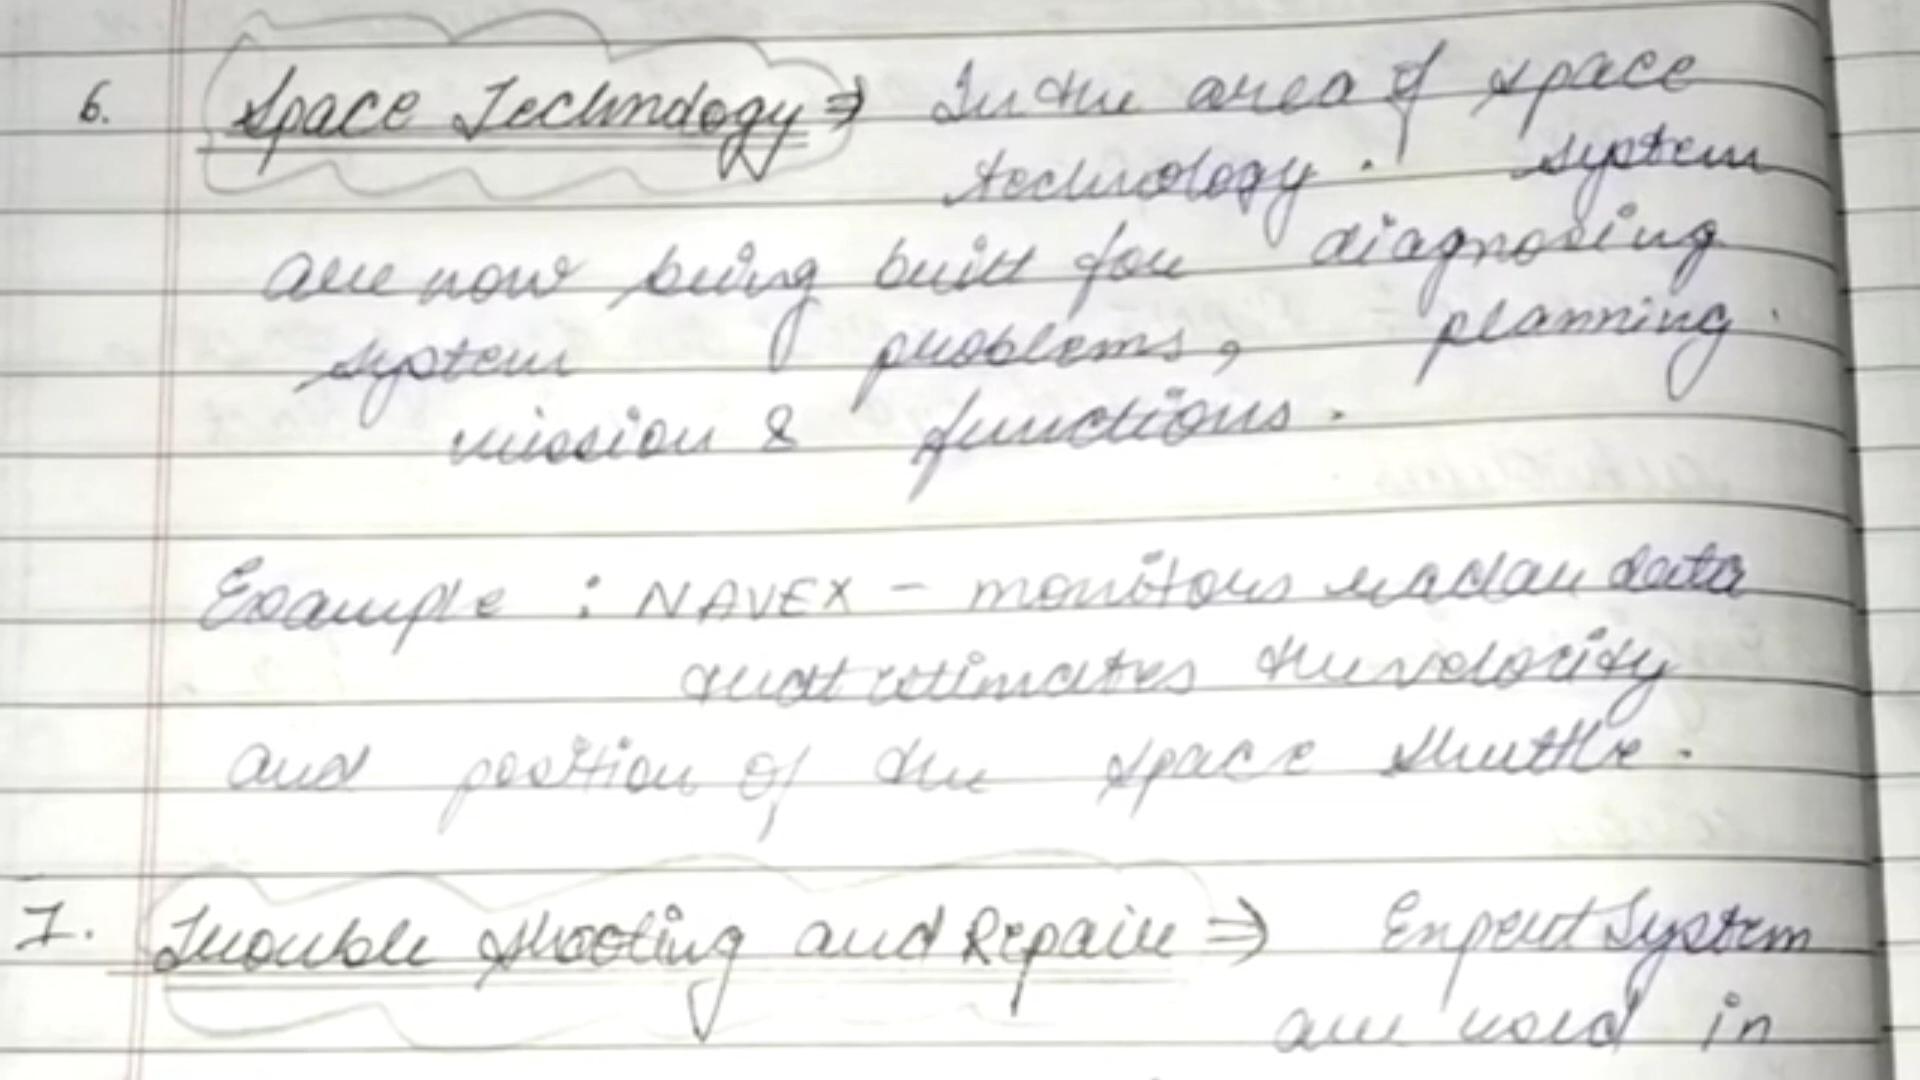 6. Space Technology ⇒ In the area of space
technology. system
are now being built for diagnosing
system problems, planning
mission & functions.
Example : NAVEX - monitors radar data
and estimates the velocity
and position of the space shuttle.
7. Trouble shooting and Repair ⇒ Expert System
are used in